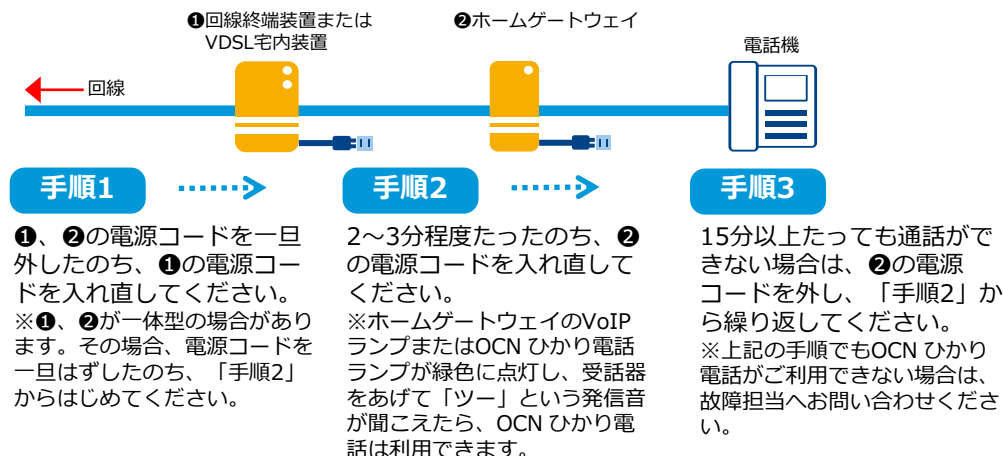 ❶回線終端装置または
VDSL宅内装置
❷ホームゲートウェイ
電話機
回線
手順1
❶、❷の電源コードを一旦
外したのち、❶の電源コー
ドを入れ直してください。
※❶、❷が一体型の場合があり
ます。その場合、電源コードを
一旦はずしたのち、「手順2」
からはじめてください。
手順2
2～3分程度たったのち、❷
の電源コードを入れ直して
ください。
※ホームゲートウェイのVoIP
ランプまたはOCN ひかり電話
ランプが緑色に点灯し、受話器
をあげて「ツー」という発信音
が聞こえたら、OCN ひかり電
話は利用できます。
手順3
15分以上たっても通話がで
きない場合は、❷の電源
コードを外し、「手順2」か
ら繰り返してください。
※上記の手順でもOCN ひかり
電話がご利用できない場合は、
故障担当へお問い合わせくださ
い。